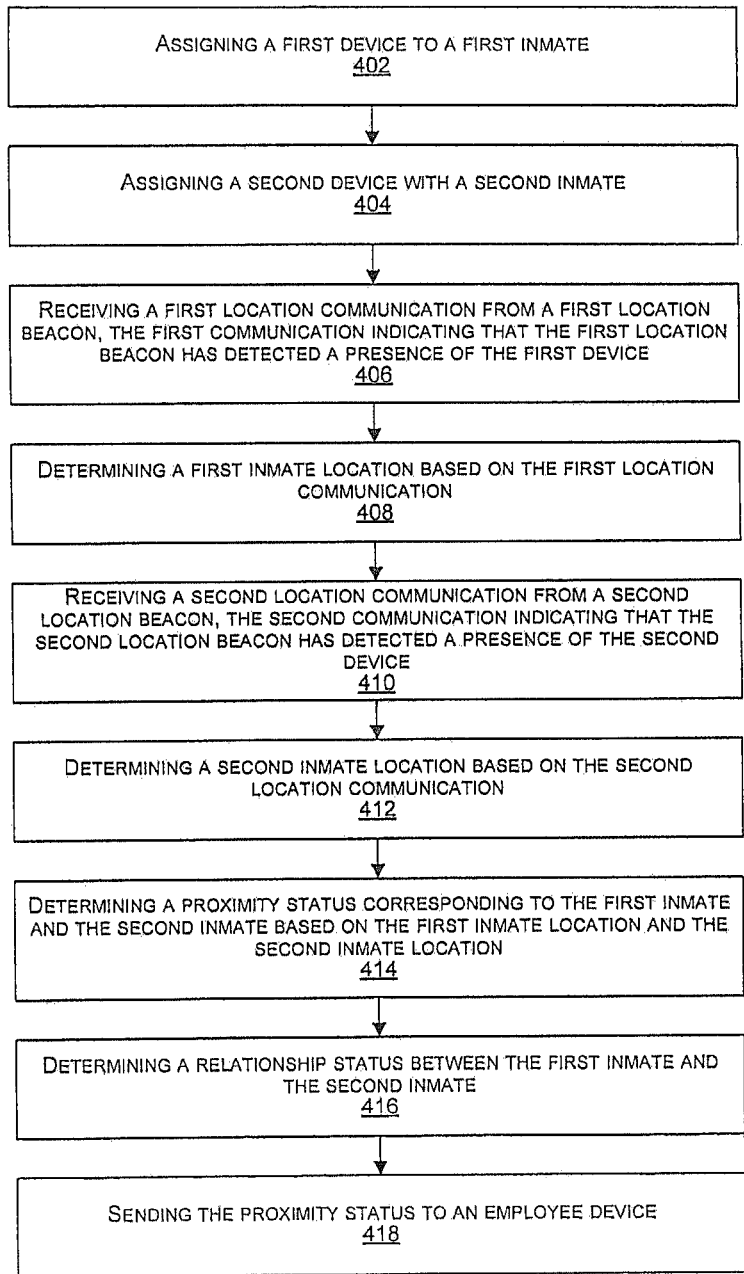 ASSIGNING A FIRST DEVICE TO A FIRST INMATE
402
ASSIGNING A SECOND DEVICE WITH A SECOND INMATE
404
RECEIVING A FIRST LOCATION COMMUNICATION FROM A FIRST LOCATION
BEACON, THE FIRST COMMUNICATION INDICATING THAT THE FIRST LOCATION
BEACON HAS DETECTED A PRESENCE OF THE FIRST DEVICE
406
DETERMINING A FIRST INMATE LOCATION BASED ON THE FIRST LOCATION
COMMUNICATION
408
RECEIVING A SECOND LOCATION COMMUNICATION FROM A SECOND
LOCATION BEACON, THE SECOND COMMUNICATION INDICATING THAT THE
SECOND LOCATION BEACON HAS DETECTED A PRESENCE OF THE SECOND
DEVICE
410
DETERMINING A SECOND INMATE LOCATION BASED ON THE SECOND
LOCATION COMMUNICATION
412
DETERMINING A PROXIMITY STATUS CORRESPONDING TO THE FIRST INMATE
AND THE SECOND INMATE BASED ON THE FIRST INMATE LOCATION AND THE
SECOND INMATE LOCATION
414
DETERMINING A RELATIONSHIP STATUS BETWEEN THE FIRST INMATE AND
THE SECOND INMATE
416
SENDING THE PROXIMITY STATUS TO AN EMPLOYEE DEVICE
418